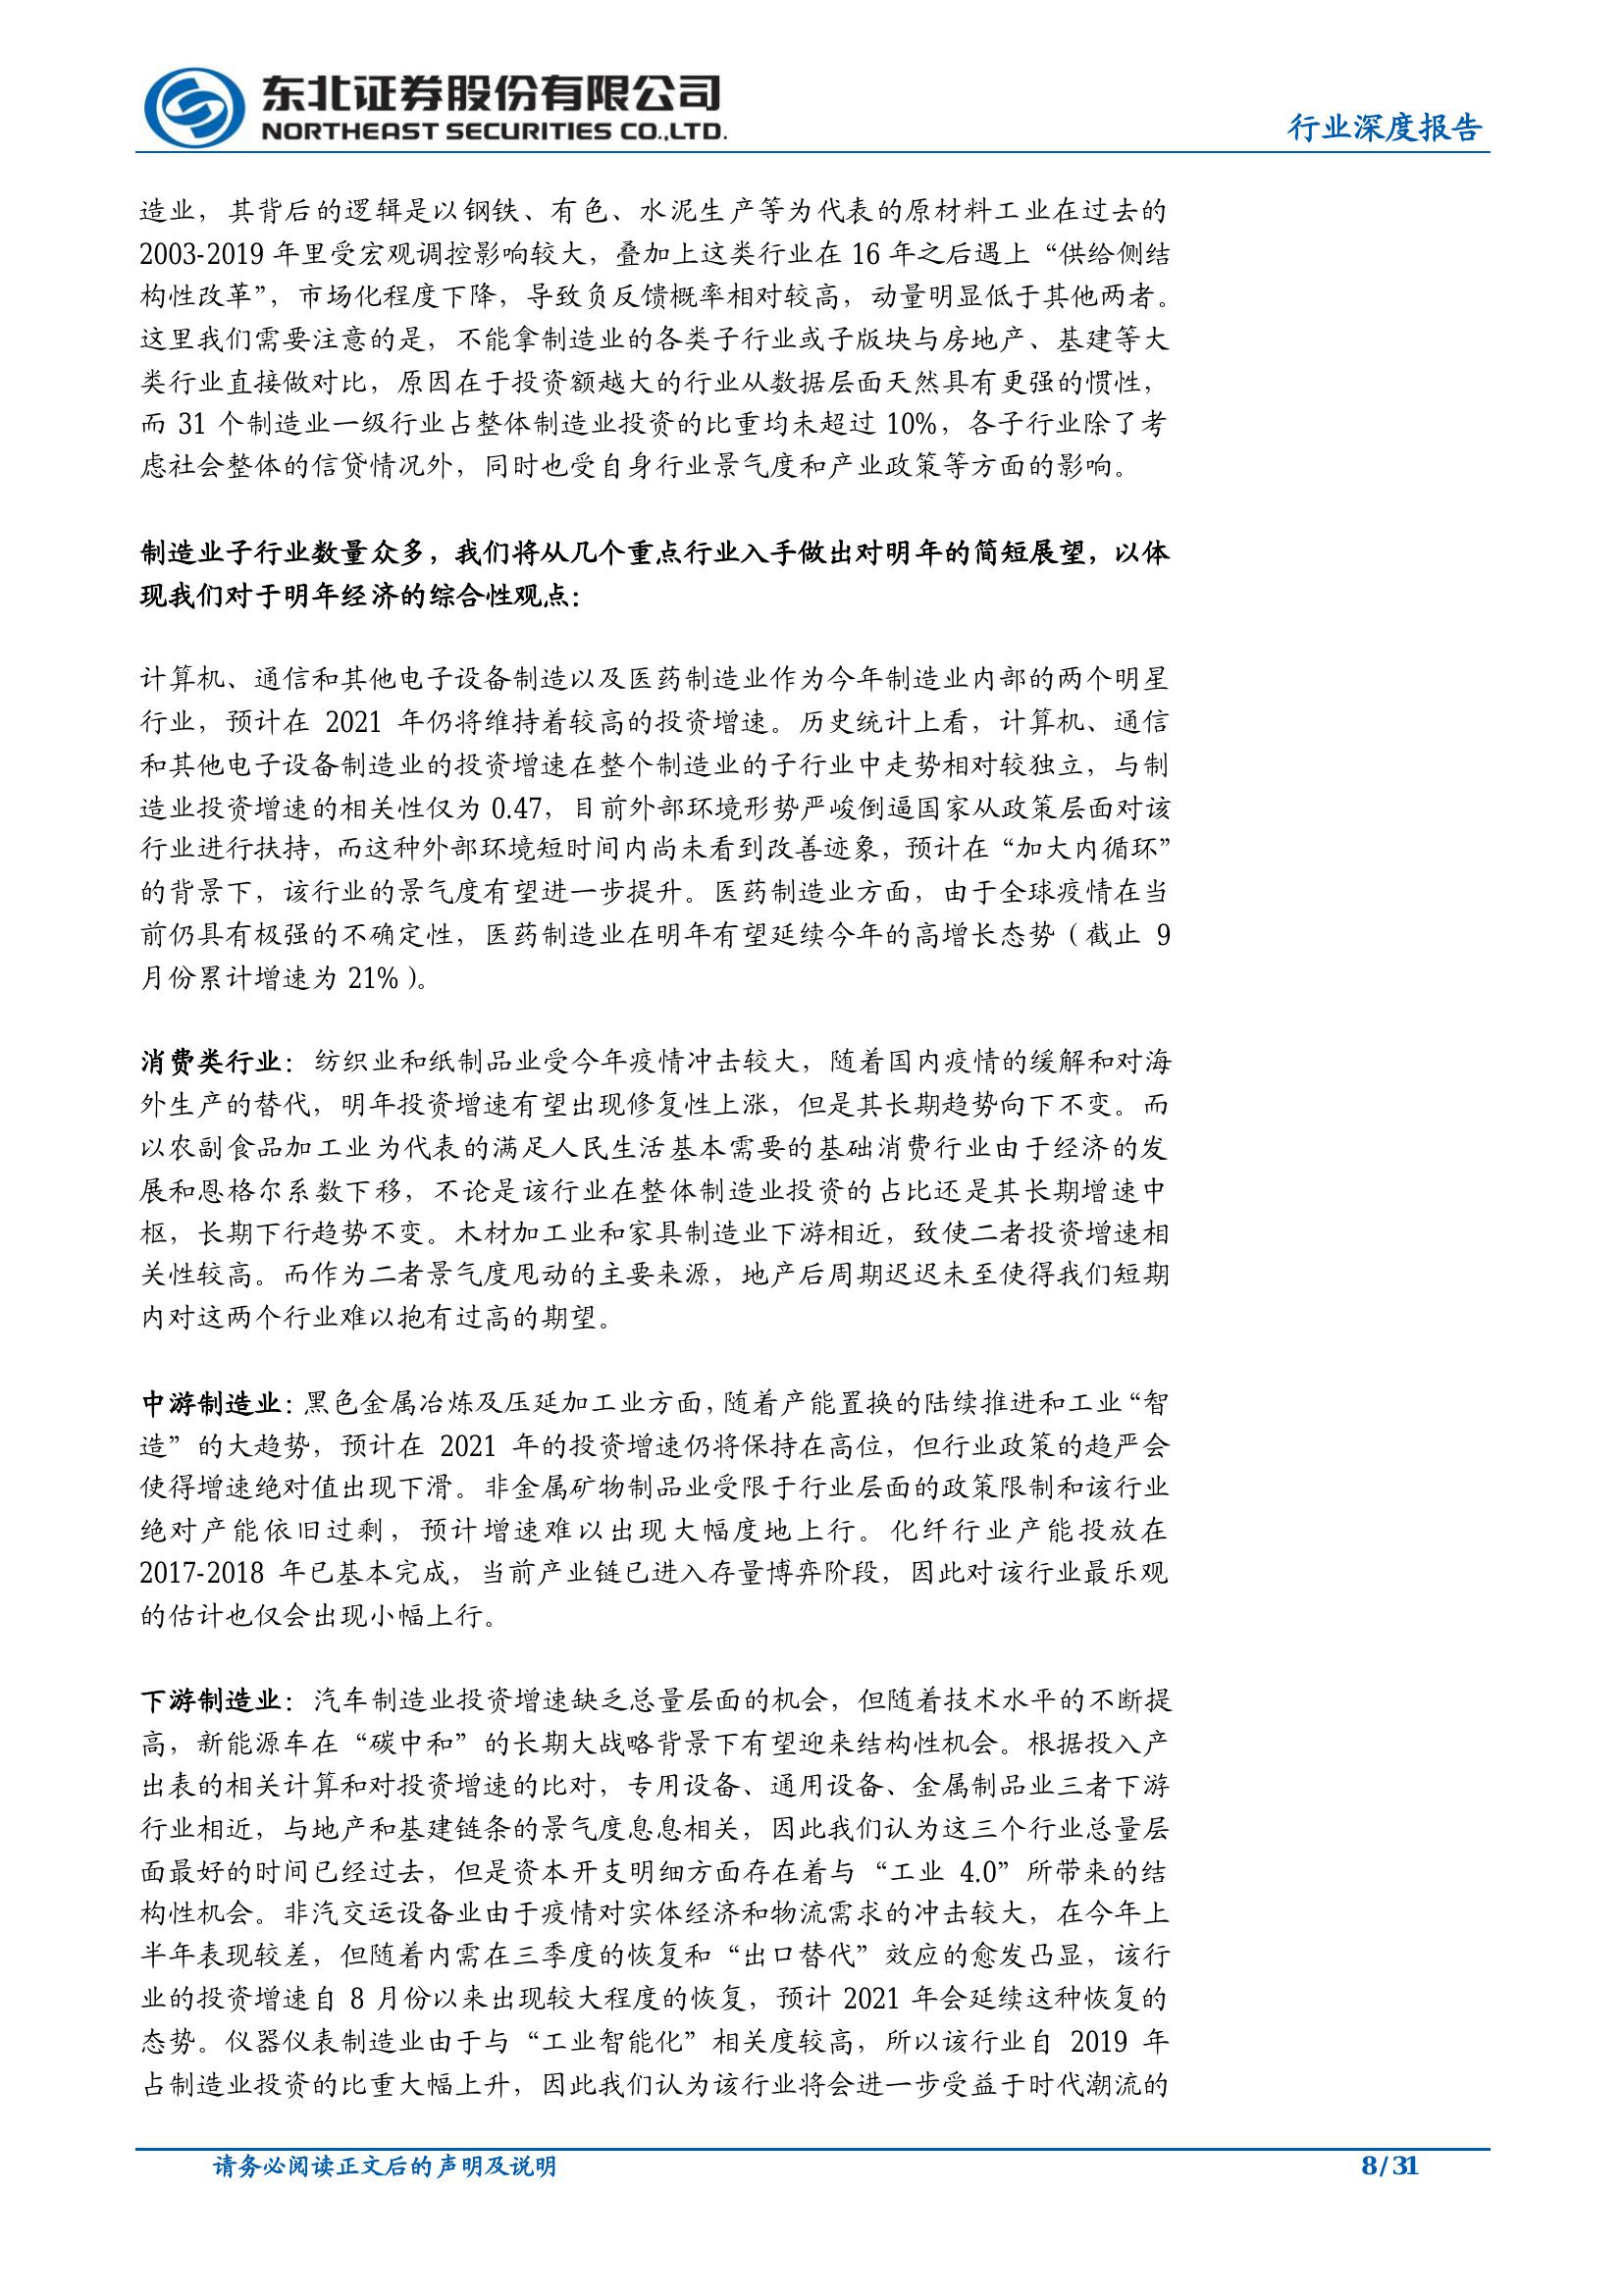 东北证券股份有限公司
NORTHEAST SECURITIES CO.,LTD.
行业深度报告
造业，其背后的逻辑是以钢铁、有色、水泥生产等为代表的原材料工业在过去的
2003-2019 年里受宏观调控影响较大，叠加上这类行业在 16 年之后遇上“供给侧结
构性改革”，市场化程度下降，导致负反馈概率相对较高，动量明显低于其他两者。
这里我们需要注意的是，不能拿制造业的各类子行业或子版块与房地产、基建等大
类行业直接做对比，原因在于投资额越大的行业从数据层面天然具有更强的惯性，
而 31 个制造业一级行业占整体制造业投资的比重均未超过 10%，各子行业除了考
虑社会整体的信贷情况外，同时也受自身行业景气度和产业政策等方面的影响。
制造业子行业数量众多，我们将从几个重点行业入手做出对明年的简短展望，以体
现我们对于明年经济的综合性观点：
计算机、通信和其他电子设备制造以及医药制造业作为今年制造业内部的两个明星
行业，预计在 2021 年仍将维持着较高的投资增速。历史统计上看，计算机、通信
和其他电子设备制造业的投资增速在整个制造业的子行业中走势相对较独立，与制
造业投资增速的相关性仅为 0.47，目前外部环境形势严峻倒逼国家从政策层面对该
行业进行扶持，而这种外部环境短时间内尚未看到改善迹象，预计在“加大内循环”
的背景下，该行业的景气度有望进一步提升。医药制造业方面，由于全球疫情在当
前仍具有极强的不确定性，医药制造业在明年有望延续今年的高增长态势（截止 9
月份累计增速为 21%）。
消费类行业：纺织业和纸制品业受今年疫情冲击较大，随着国内疫情的缓解和对海
外生产的替代，明年投资增速有望出现修复性上涨，但是其长期趋势向下不变。而
以农副食品加工业为代表的满足人民生活基本需要的基础消费行业由于经济的发
展和恩格尔系数下移，不论是该行业在整体制造业投资的占比还是其长期增速中
枢，长期下行趋势不变。木材加工业和家具制造业下游相近，致使二者投资增速相
关性较高。而作为二者景气度甩动的主要来源，地产后周期迟迟未至使得我们短期
内对这两个行业难以抱有过高的期望。
中游制造业：黑色金属冶炼及压延加工业方面，随着产能置换的陆续推进和工业“智
造”的大趋势，预计在 2021 年的投资增速仍将保持在高位，但行业政策的趋严会
使得增速绝对值出现下滑。非金属矿物制品业受限于行业层面的政策限制和该行业
绝对产能依旧过剩，预计增速难以出现大幅度地上行。化纤行业产能投放在
2017-2018 年已基本完成，当前产业链已进入存量博弈阶段，因此对该行业最乐观
的估计也仅会出现小幅上行。
下游制造业：汽车制造业投资增速缺乏总量层面的机会，但随着技术水平的不断提
高，新能源车在“碳中和”的长期大战略背景下有望迎来结构性机会。根据投入产
出表的相关计算和对投资增速的比对，专用设备、通用设备、金属制品业三者下游
行业相近，与地产和基建链条的景气度息息相关，因此我们认为这三个行业总量层
面最好的时间已经过去，但是资本开支明细方面存在着与“工业 4.0”所带来的结
构性机会。非汽交运设备业由于疫情对实体经济和物流需求的冲击较大，在今年上
半年表现较差，但随着内需在三季度的恢复和“出口替代”效应的愈发凸显，该行
业的投资增速自 8 月份以来出现较大程度的恢复，预计 2021 年会延续这种恢复的
态势。仪器仪表制造业由于与“工业智能化”相关度较高，所以该行业自 2019 年
占制造业投资的比重大幅上升，因此我们认为该行业将会进一步受益于时代潮流的
请务必阅读正文后的声明及说明
8 / 31